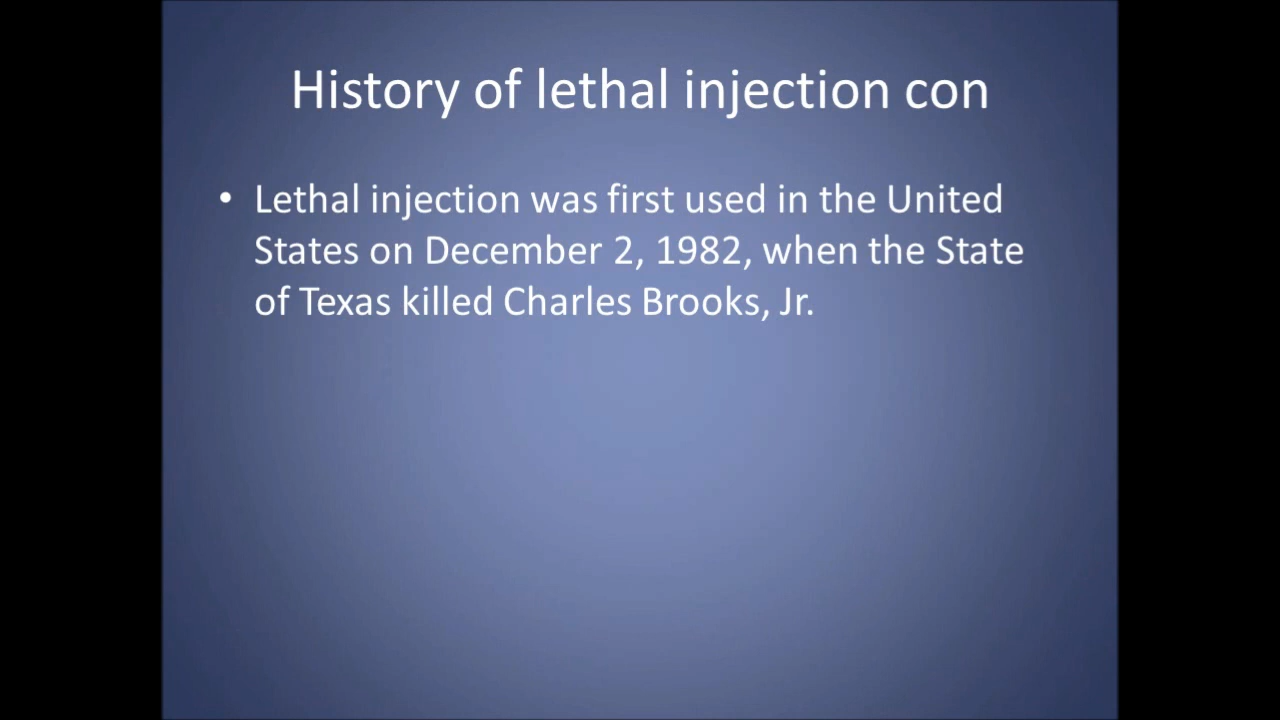 History of lethal injection con
• Lethal injection was first used in the United
States on December 2, 1982, when the State
of Texas killed Charles Brooks, Jr.